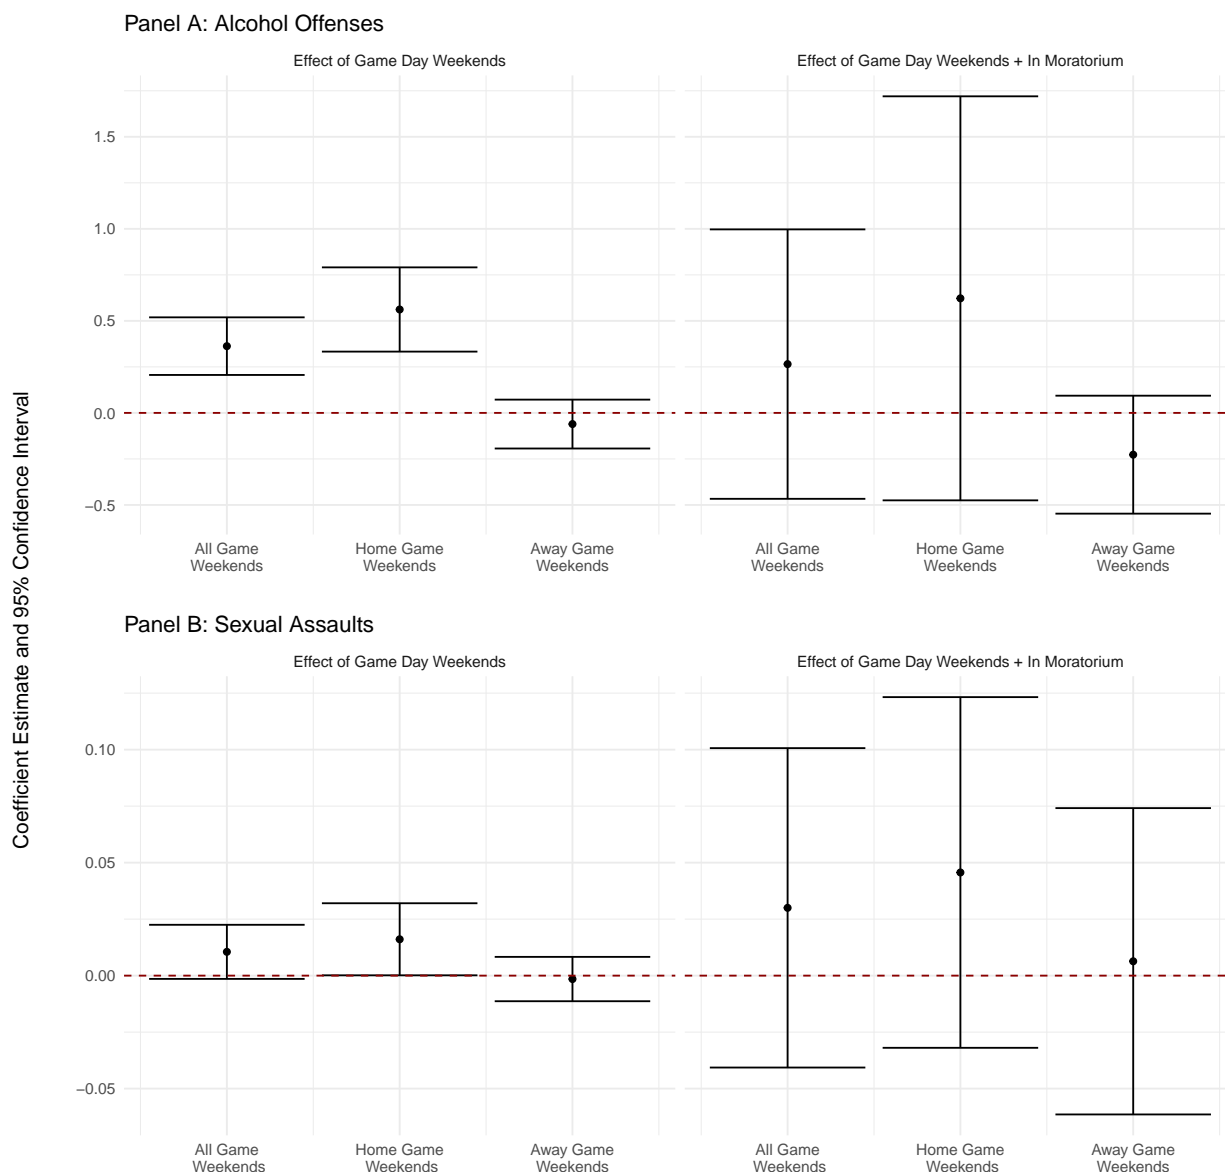 Panel A: Alcohol Offenses
Effect of Game Day Weekends
Effect of Game Day Weekends + In Moratorium
1.5
1.0
0.5
0.0
−0.5
All Game
Weekends
Home Game
Weekends
Away Game
Weekends
All Game
Weekends
Home Game
Weekends
Away Game
Weekends
Coefficient Estimate and 95% Confidence Interval
Panel B: Sexual Assaults
Effect of Game Day Weekends
Effect of Game Day Weekends + In Moratorium
0.10
0.05
0.00
−0.05
All Game
Weekends
Home Game
Weekends
Away Game
Weekends
All Game
Weekends
Home Game
Weekends
Away Game
Weekends